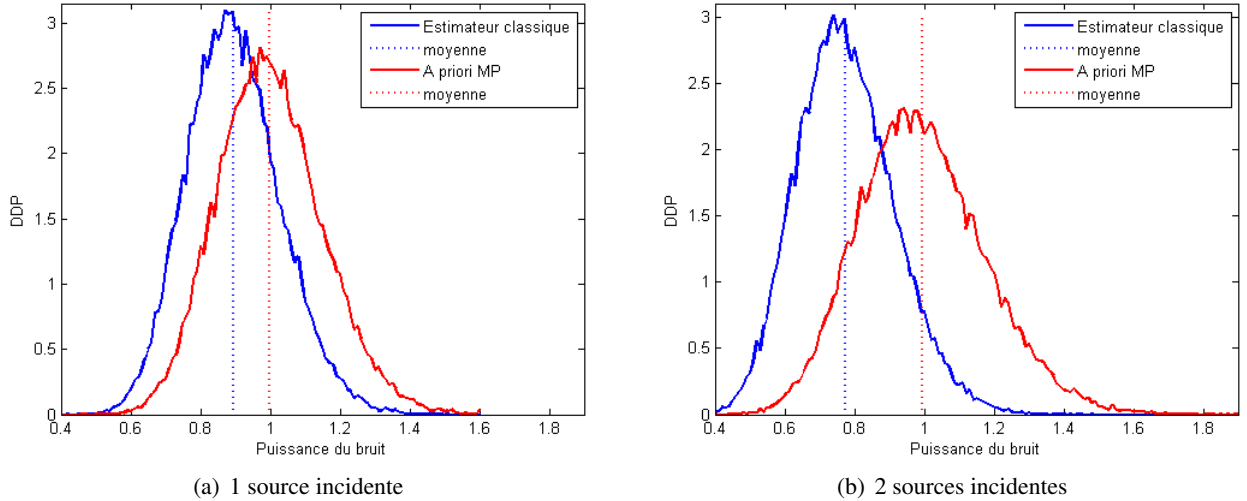 3
2.5
2
1.5
1
0.5
0
DDP
0.4
0.6
0.8
1
1.2
1.4
1.6
1.8
Puissance du bruit
Estimateur classique
moyenne
A priori MP
moyenne
(a) 1 source incidente
3
2.5
2
1.5
1
0.5
0
DDP
0.4
0.6
0.8
1
1.2
1.4
1.6
1.8
Puissance du bruit
Estimateur classique
moyenne
A priori MP
moyenne
(b) 2 sources incidentes